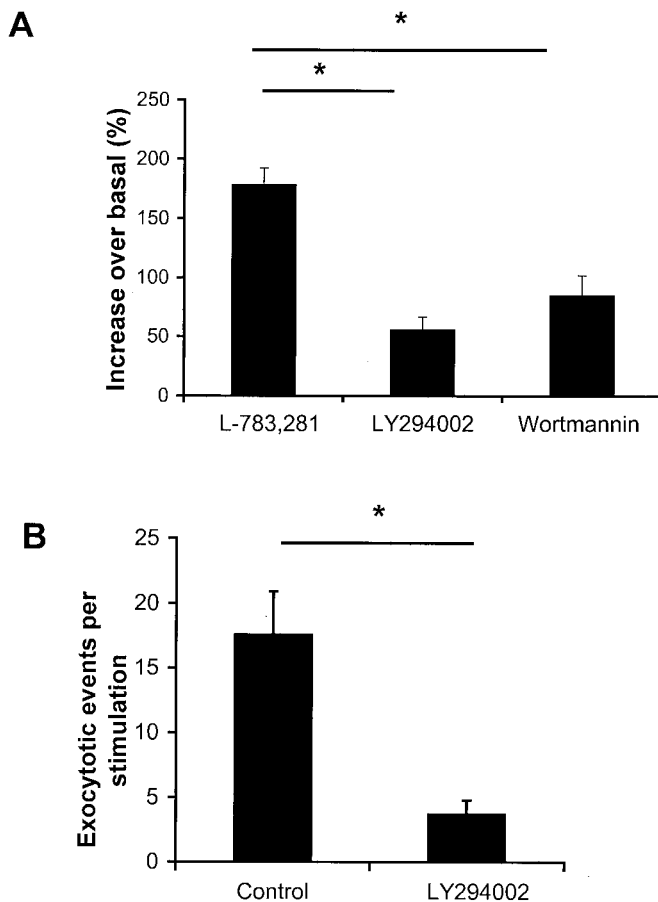 A
*
*
Increase over basal (%)
250
200
150
100
50
0
L-783,281 LY294002 Wortmannin
B
*
Exocytotic events per
stimulation
25
20
15
10
5
0
Control LY294002